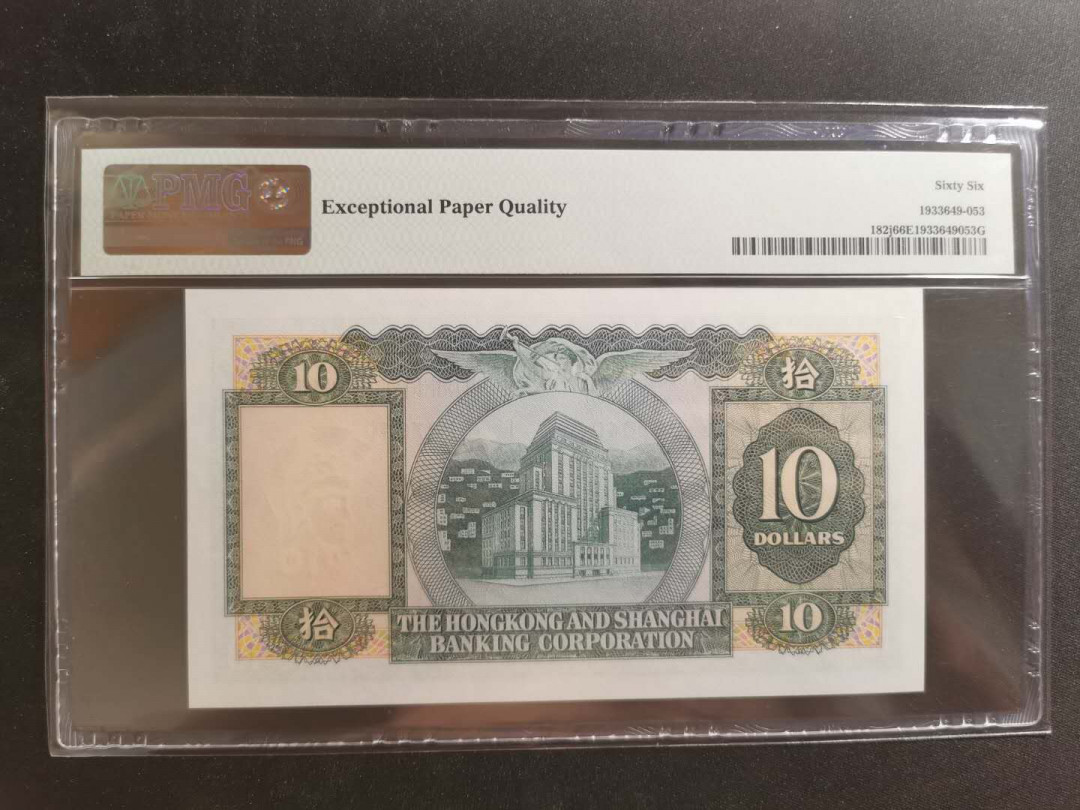 PMG
Exceptional Paper Quality
Sixty Six
1933649-053
182j66E1933649053G
10
拾
10
DOLLARS
拾
THE HONGKONG AND SHANGHAI
BANKING CORPORATION
10